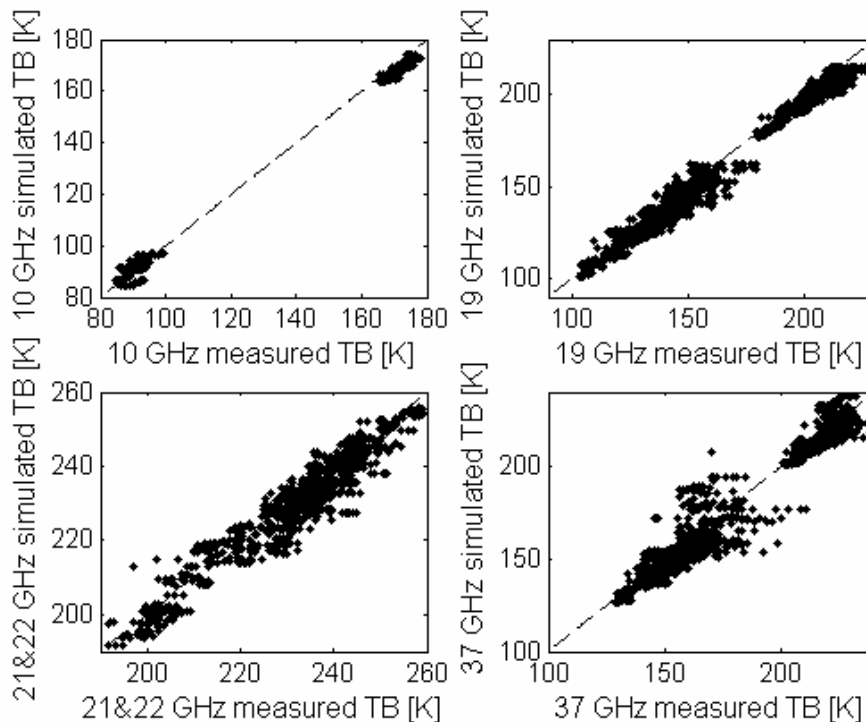 10 GHz simulated TB [K]
180
160
140
120
100
80
80 100 120 140 160 180
10 GHz measured TB [K]
19 GHz simulated TB [K]
200
150
100
100 150 200
19 GHz measured TB [K]
21&22 GHz simulated TB [K]
260
240
220
200
200 220 240 260
21&22 GHz measured TB [K]
37 GHz simulated TB [K]
200
150
100
100 150 200
37 GHz measured TB [K]